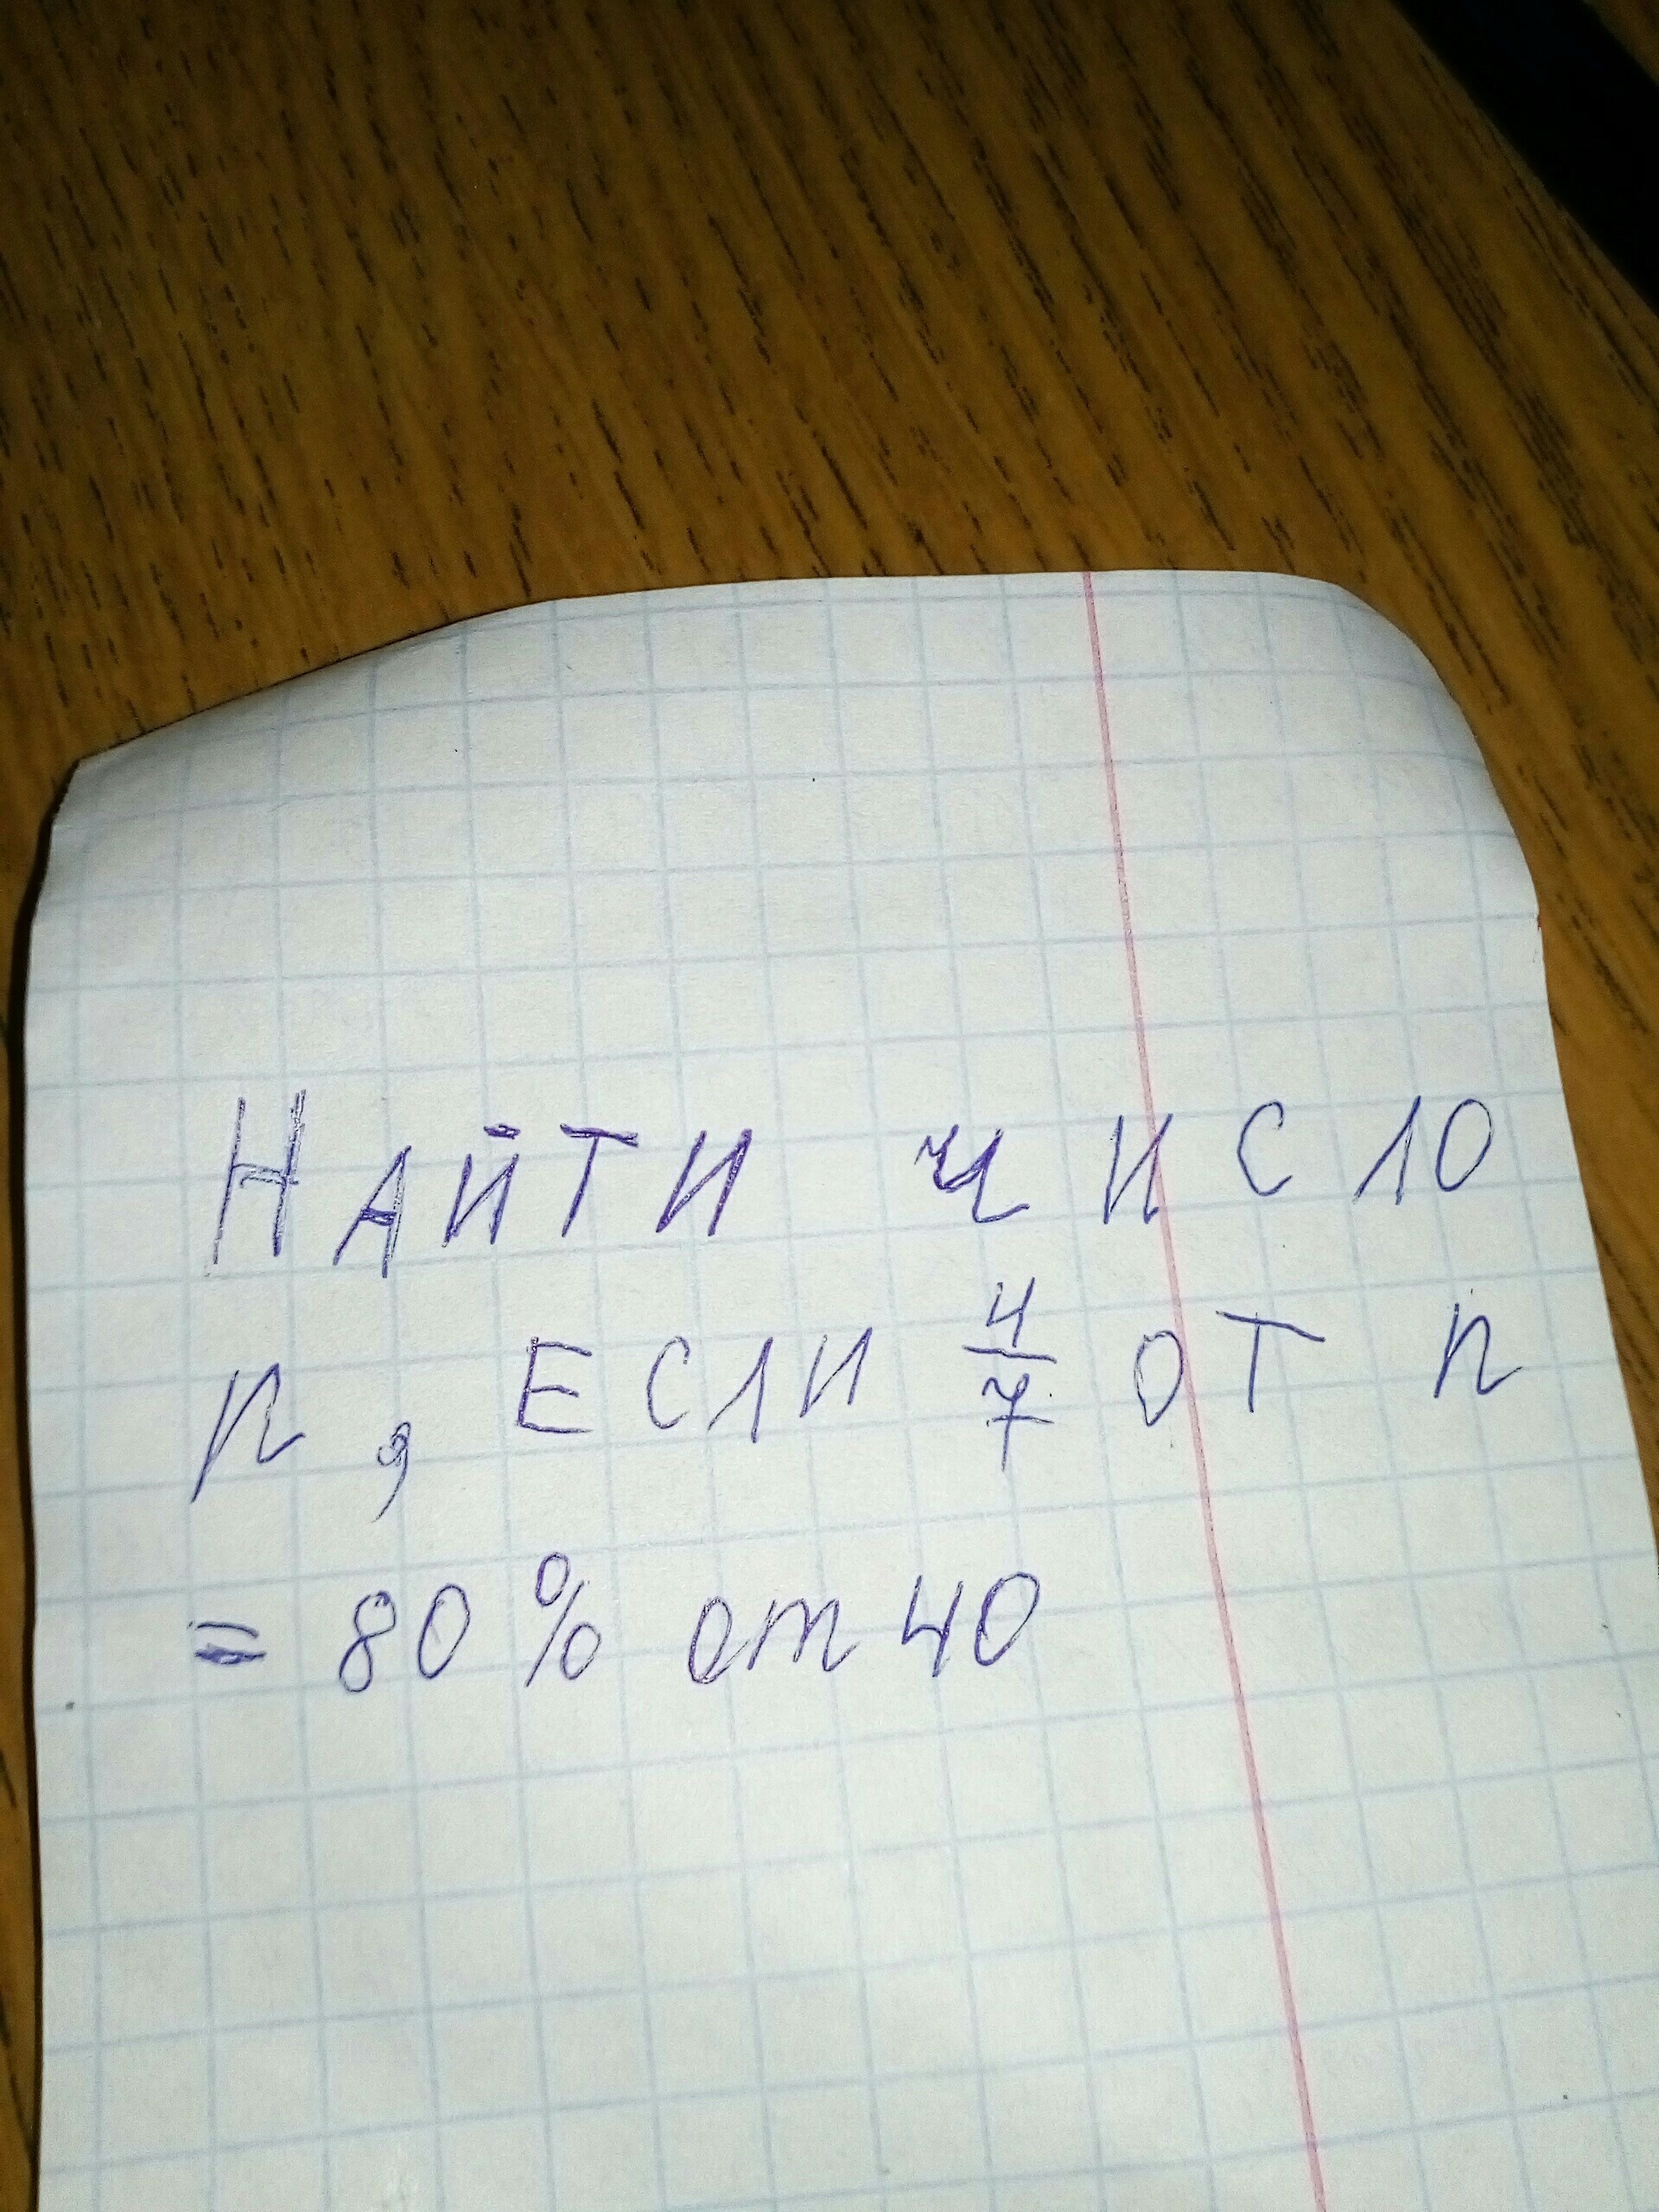 НАЙТИ ЧИСЛО
n, ЕСЛИ 4/7 ОТ n
= 80% от 40